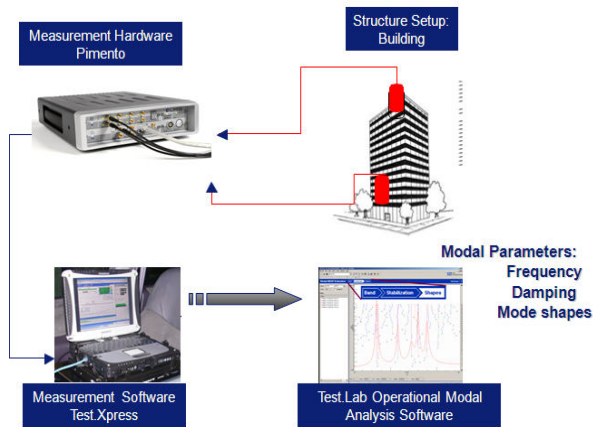 Measurement Hardware
Pimento
Structure Setup:
Building
Modal Parameters:
Frequency
Damping
Mode shapes
Band
Stabilization
Shapes
Measurement Software
Test.Xpress
Test.Lab Operational Modal
Analysis Software